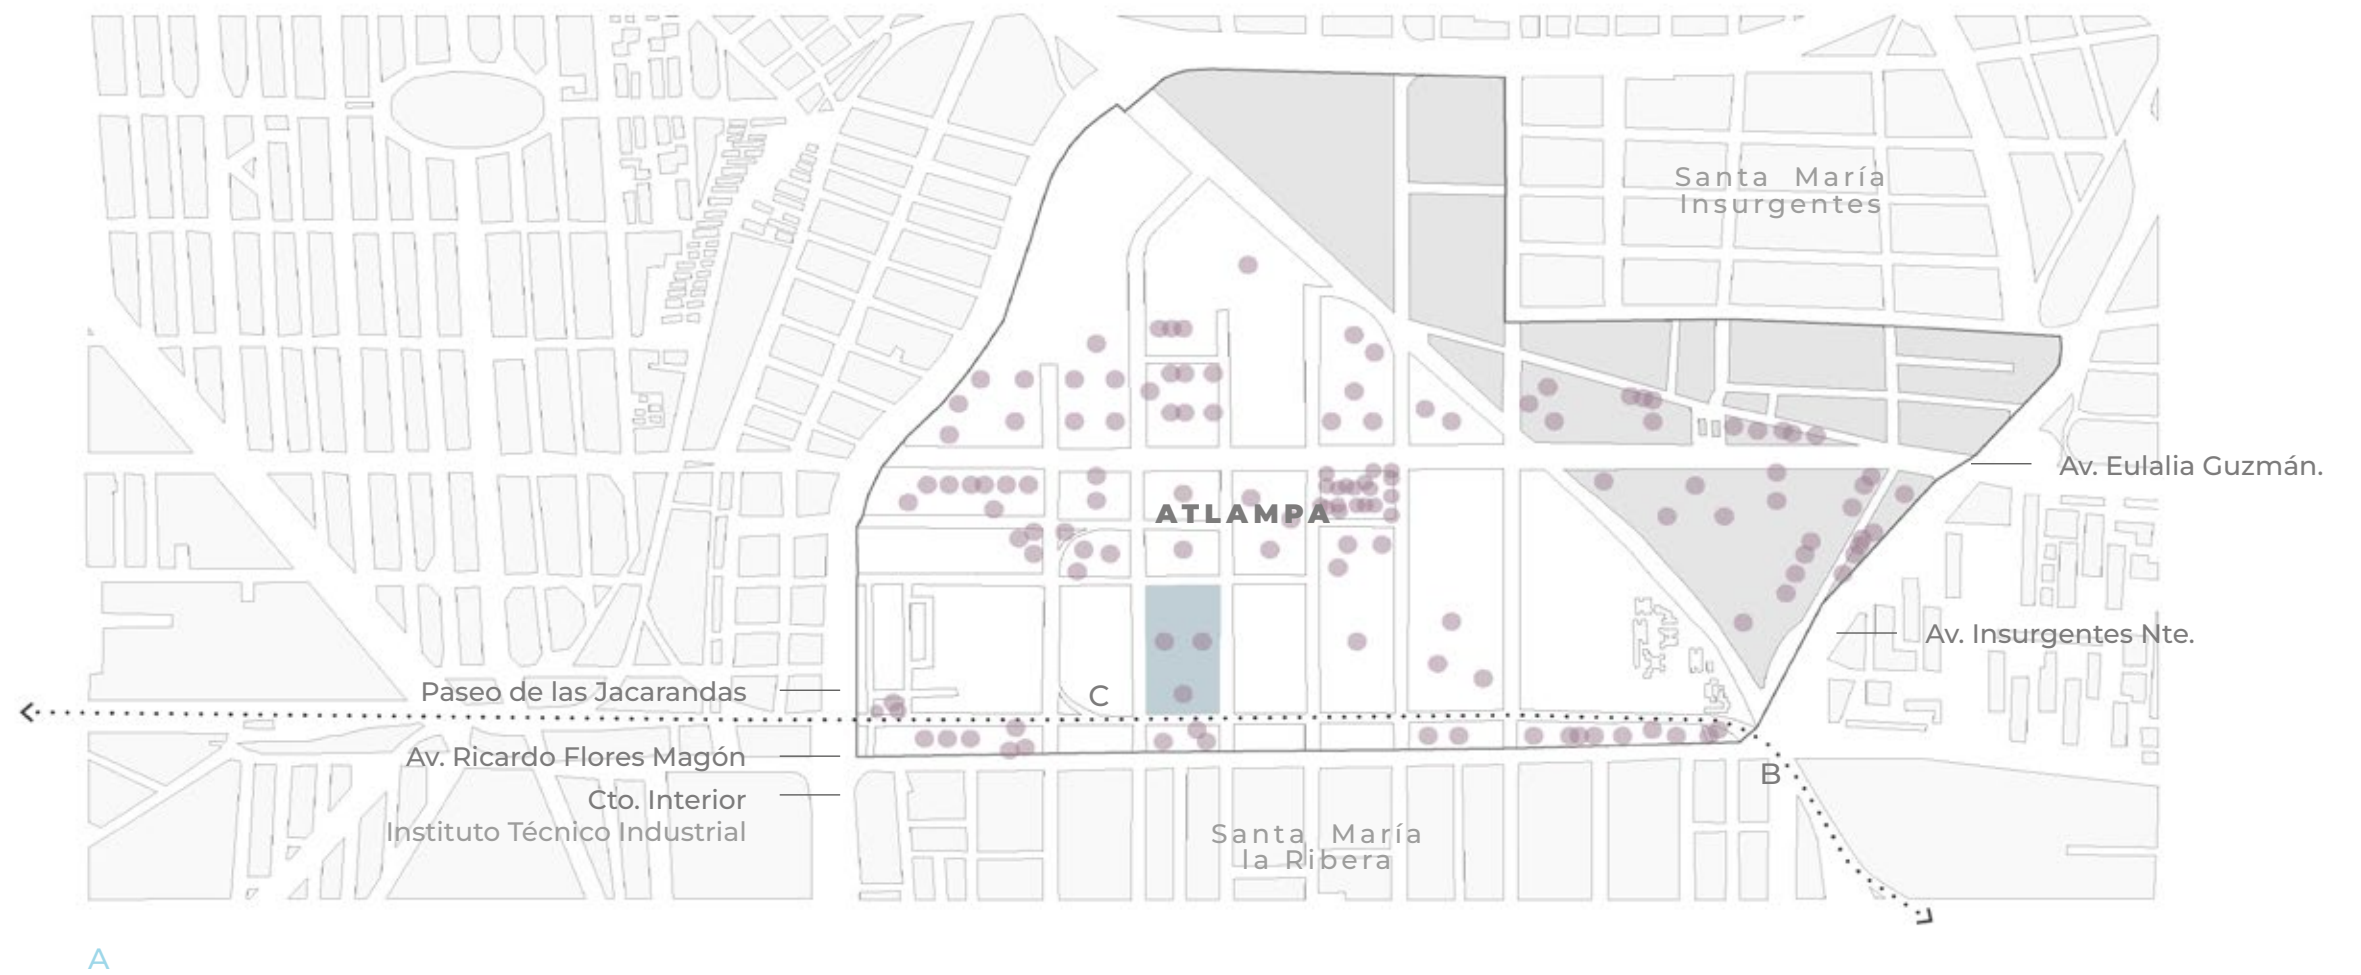 Santa María
Insurgentes
Av. Eulalia Guzmán.
ATLAMPA
Av. Insurgentes Nte.
Paseo de las Jacarandas
C
Av. Ricardo Flores Magón
B
Cto. Interior
Instituto Técnico Industrial
Santa María
la Ribera
A